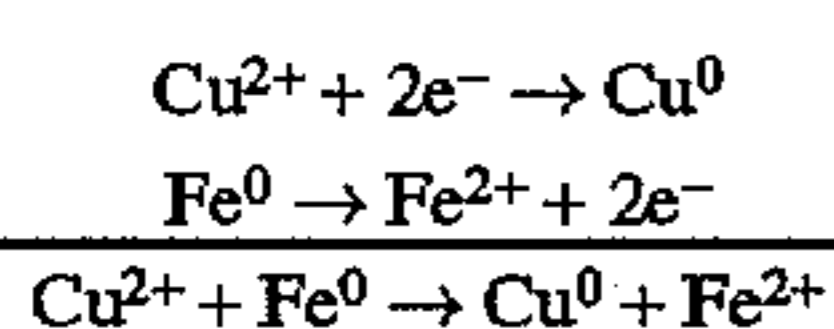 Cu²⁺ + 2e⁻ → Cu⁰
Fe⁰ → Fe²⁺ + 2e⁻
Cu²⁺ + Fe⁰ → Cu⁰ + Fe²⁺